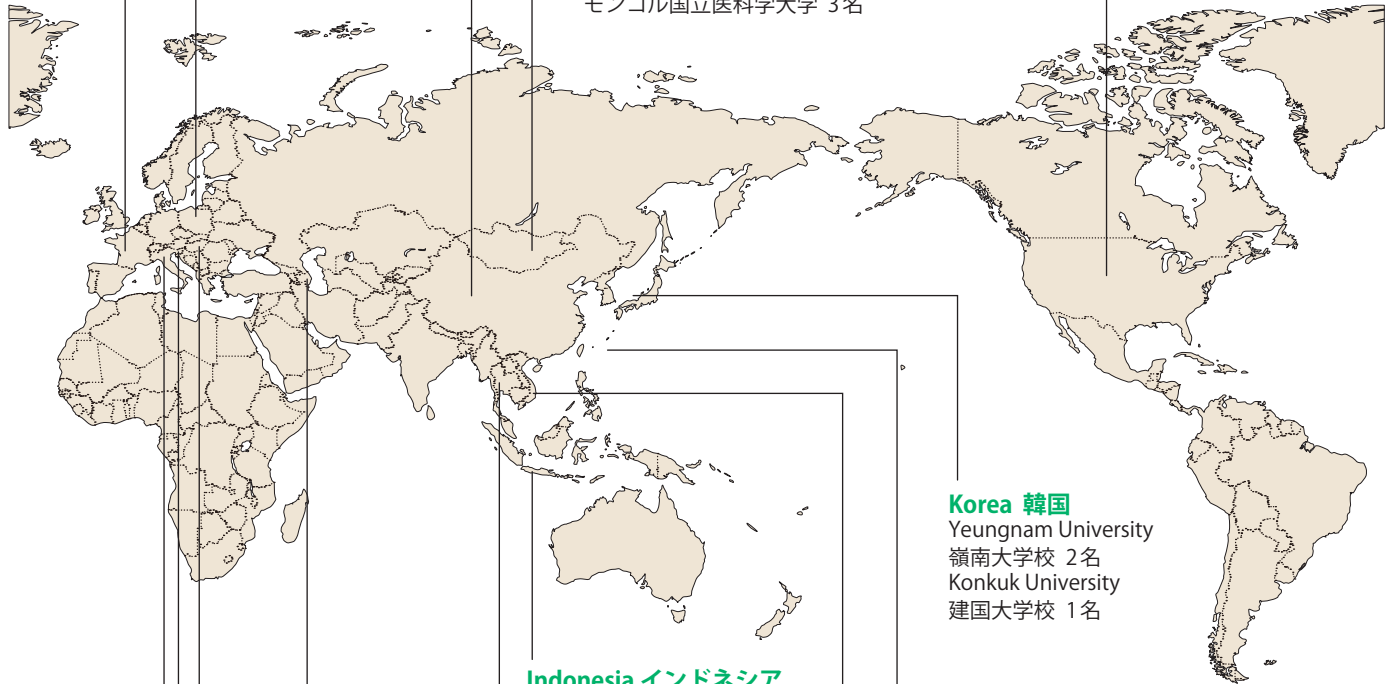 モンゴル国立医科学大学 3名
Korea 韓国
Yeungnam University
嶺南大学校 2名
Konkuk University
建国大学校 1名
Indonesia インドネシア